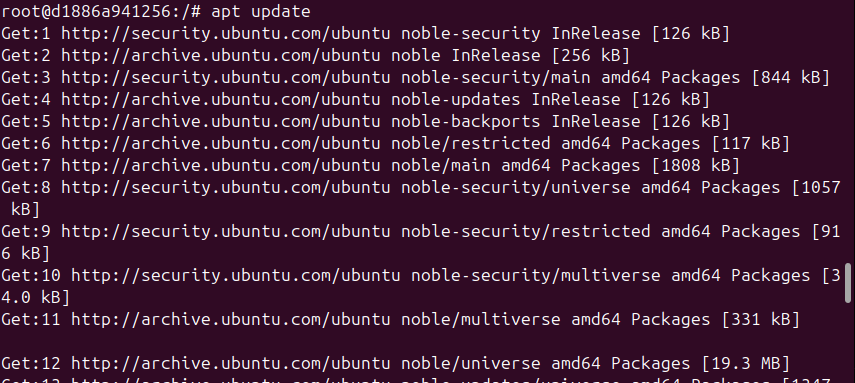 root@d1886a941256:/# apt update
Get:1 http://security.ubuntu.com/ubuntu noble-security InRelease [126 kB]
Get:2 http://archive.ubuntu.com/ubuntu noble InRelease [256 kB]
Get:3 http://security.ubuntu.com/ubuntu noble-security/main amd64 Packages [844 kB]
Get:4 http://archive.ubuntu.com/ubuntu noble-updates InRelease [126 kB]
Get:5 http://archive.ubuntu.com/ubuntu noble-backports InRelease [126 kB]
Get:6 http://archive.ubuntu.com/ubuntu noble/restricted amd64 Packages [117 kB]
Get:7 http://archive.ubuntu.com/ubuntu noble/main amd64 Packages [1808 kB]
Get:8 http://security.ubuntu.com/ubuntu noble-security/universe amd64 Packages [1057
 kB]
Get:9 http://security.ubuntu.com/ubuntu noble-security/restricted amd64 Packages [91
6 kB]
Get:10 http://security.ubuntu.com/ubuntu noble-security/multiverse amd64 Packages [3
4.0 kB]
Get:11 http://archive.ubuntu.com/ubuntu noble/multiverse amd64 Packages [331 kB]
Get:12 http://archive.ubuntu.com/ubuntu noble/universe amd64 Packages [19.3 MB]